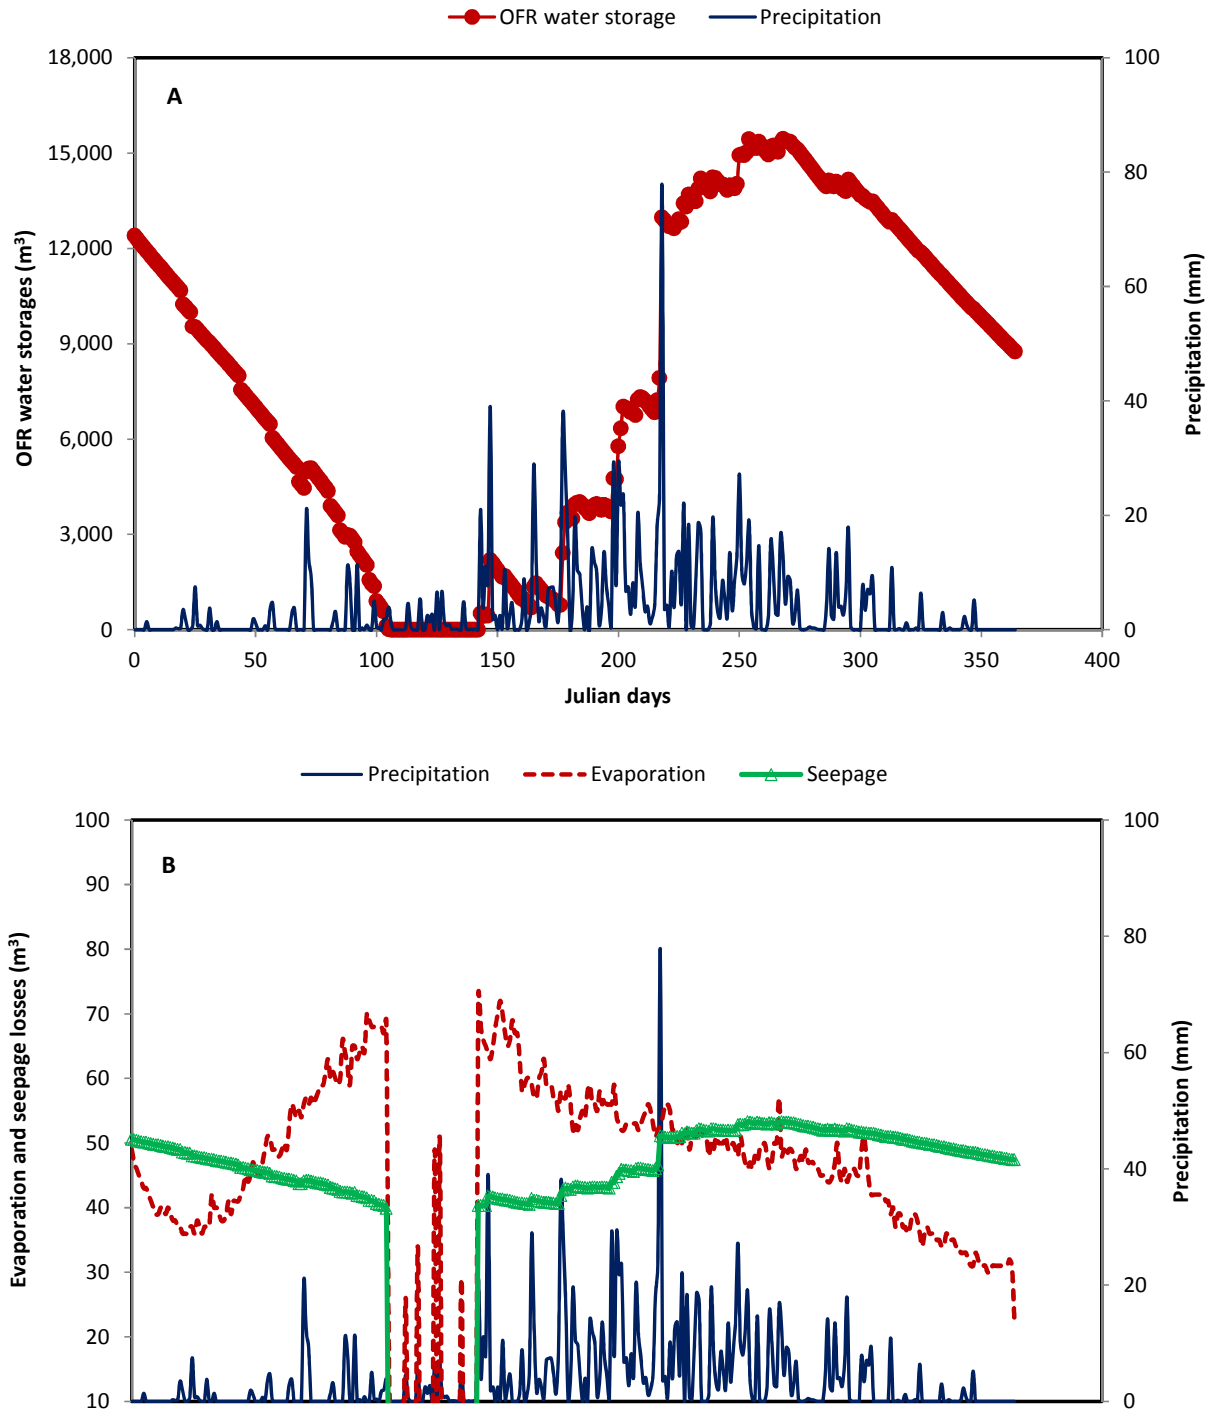 OFR water storage Precipitation
18,000 100
A
15,000
80
12,000
60
9,000
40
6,000
20
3,000
0 0
0 50 100 150 200 250 300 350 400
Julian days
OFR water storages (m³)
Precipitation (mm)
Precipitation Evaporation Seepage
100 100
B
90
80 80
70
60 60
50
40 40
30
20 20
10 0
Evaporation and seepage losses (m³)
Precipitation (mm)